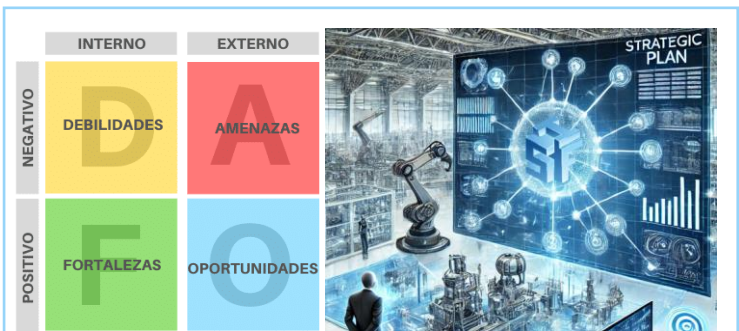 INTERNO
EXTERNO
NEGATIVO
D
DEBILIDADES
A
AMENAZAS
POSITIVO
F
FORTALEZAS
O
OPORTUNIDADES
STRATEGIC
PLAN